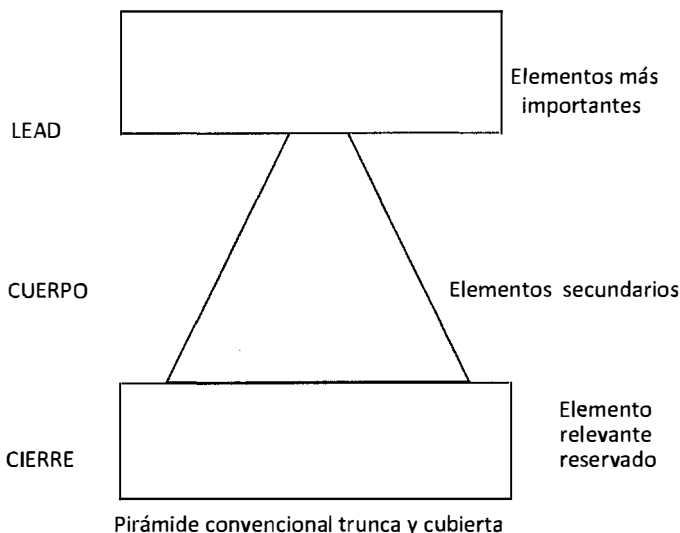 Elementos más
importantes
LEAD
CUERPO
Elementos secundarios
Elemento
relevante
reservado
CIERRE
Pirámide convencional trunca y cubierta